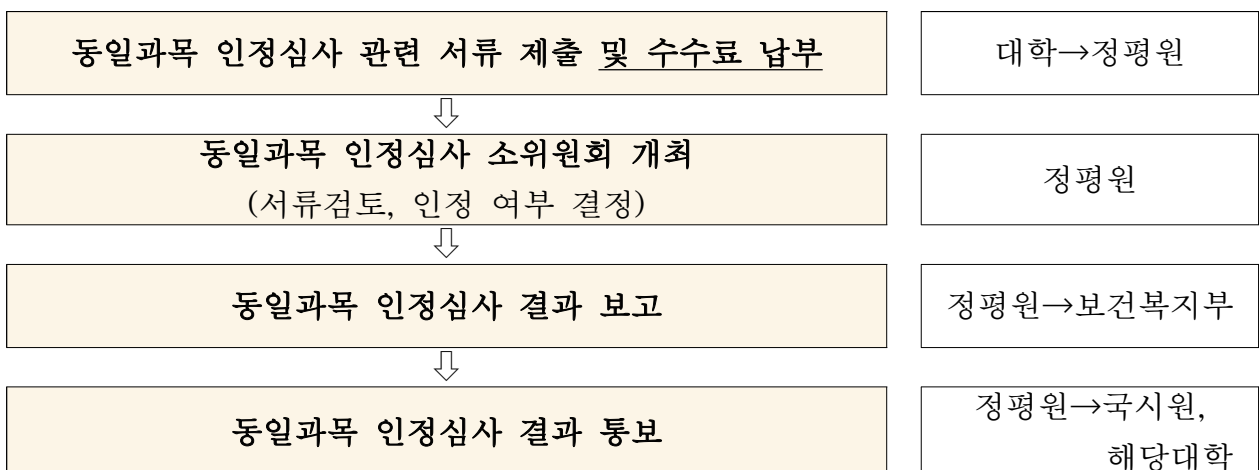 동일과목 인정심사 관련 서류 제출 및 수수료 납부
대학→정평원
동일과목 인정심사 소위원회 개최
(서류검토, 인정 여부 결정)
정평원
동일과목 인정심사 결과 보고
정평원→보건복지부
동일과목 인정심사 결과 통보
정평원→국시원,
해당대학